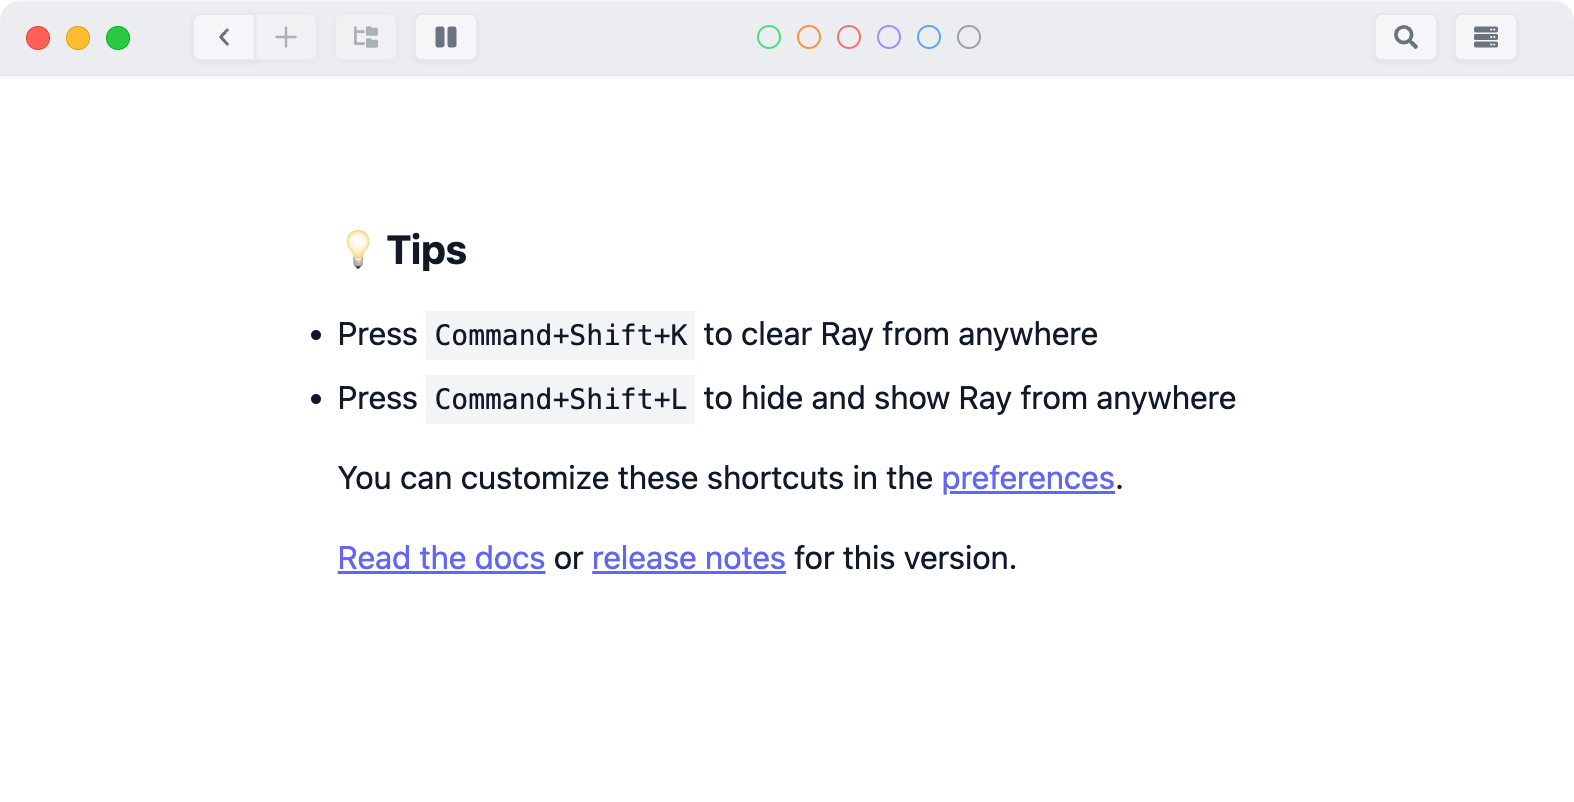 💡 Tips
• Press Command+Shift+K to clear Ray from anywhere
• Press Command+Shift+L to hide and show Ray from anywhere
You can customize these shortcuts in the preferences.
Read the docs or release notes for this version.